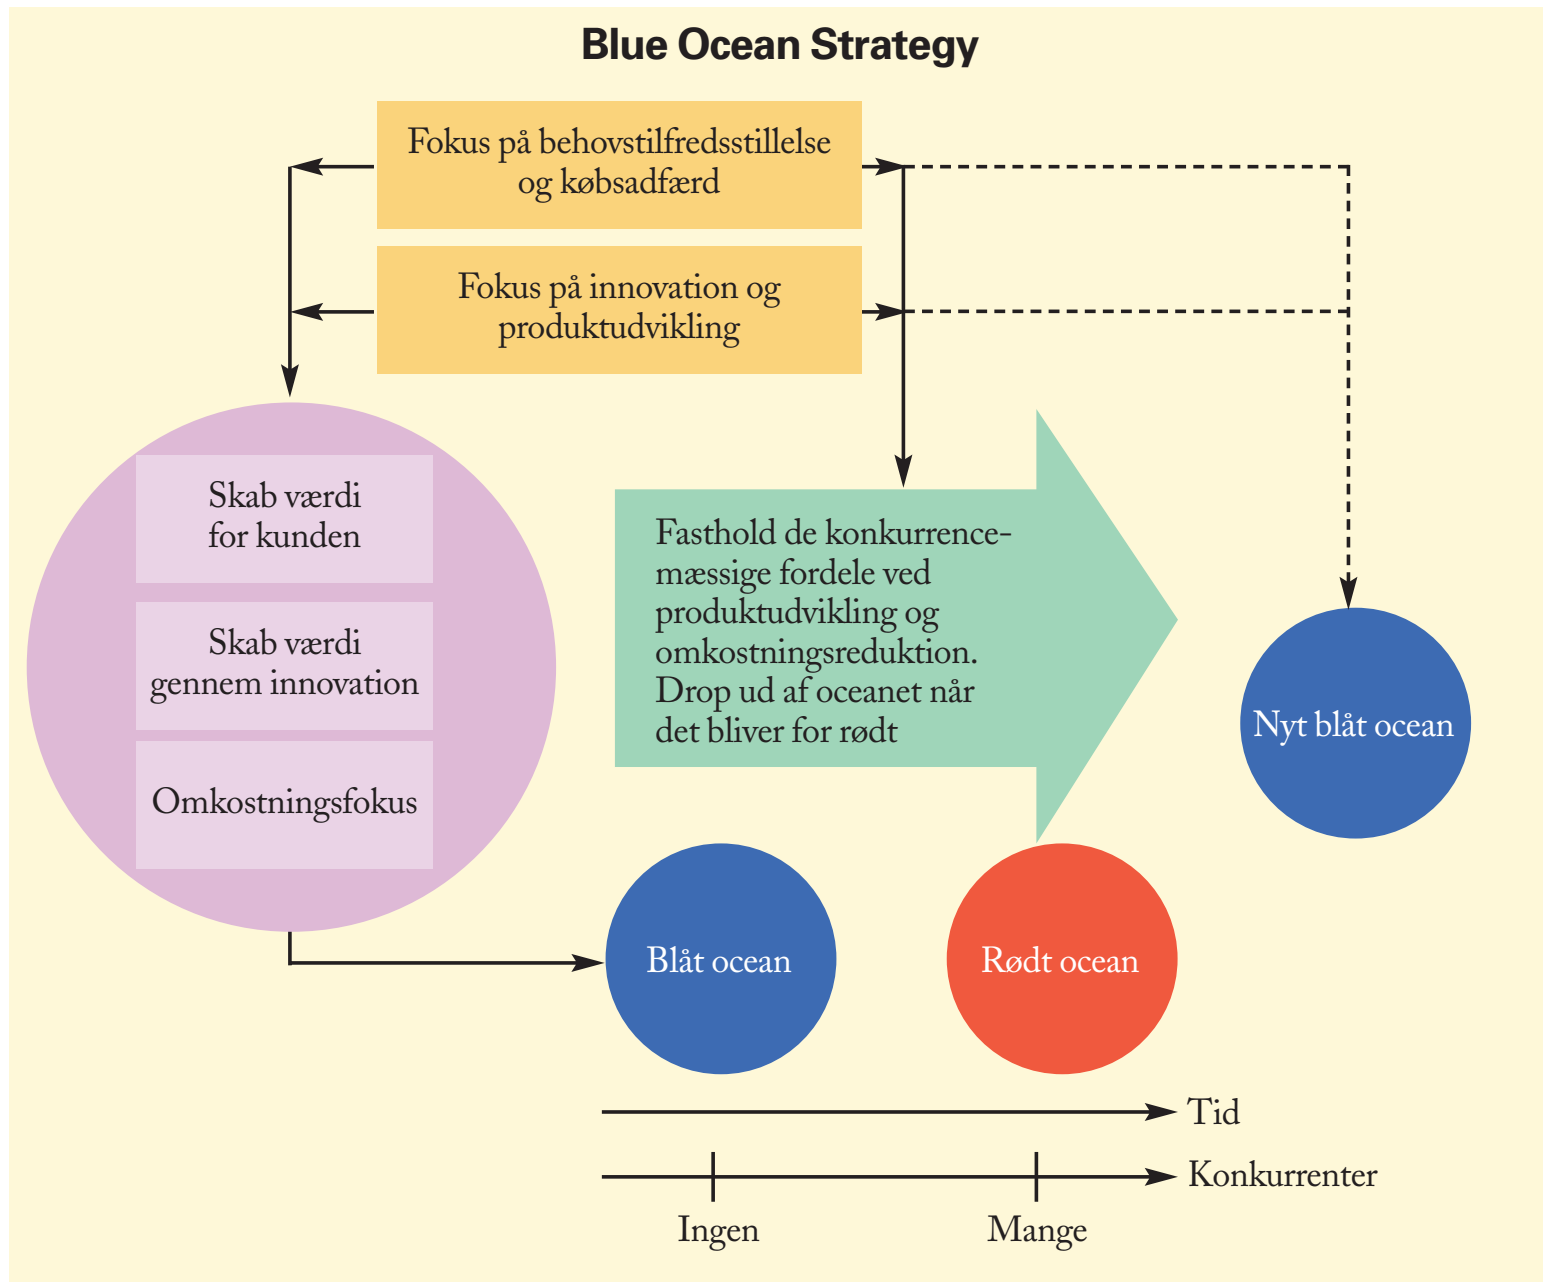 Blue Ocean Strategy
Fokus på behovstilfredsstillelse
og købsadfærd
Fokus på innovation og
produktudvikling
Skab værdi
for kunden
Skab værdi
gennem innovation
Omkostningsfokus
Fasthold de konkurrence-
mæssige fordele ved
produktudvikling og
omkostningsreduktion.
Drop ud af oceanet når
det bliver for rødt
Nyt blåt ocean
Blåt ocean
Rødt ocean
Tid
Konkurrenter
Ingen
Mange